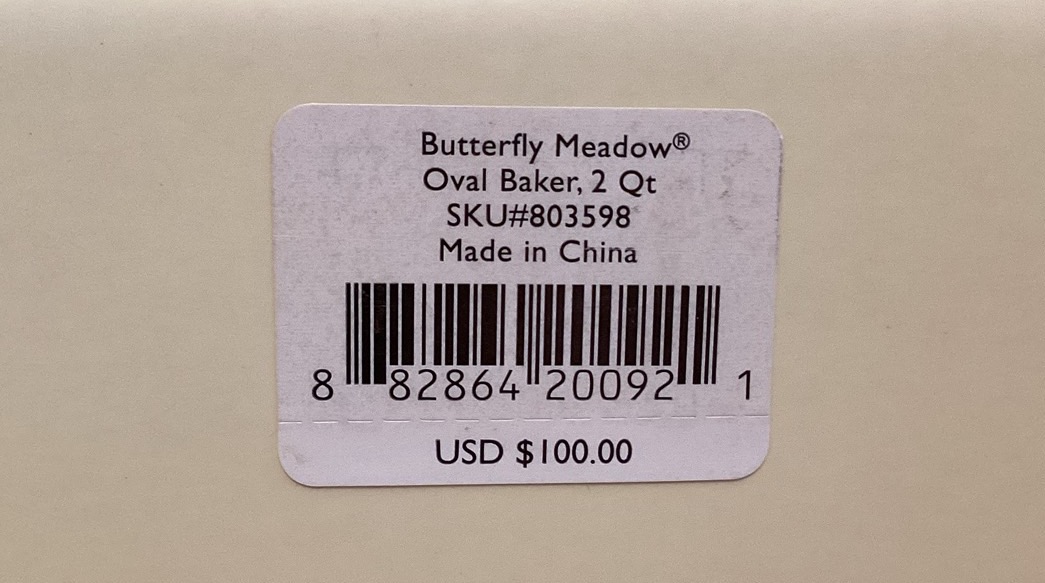 Butterfly Meadow®
Oval Baker, 2 Qt
SKU#803598
Made in China
8 82864 20092 1
USD $100.00